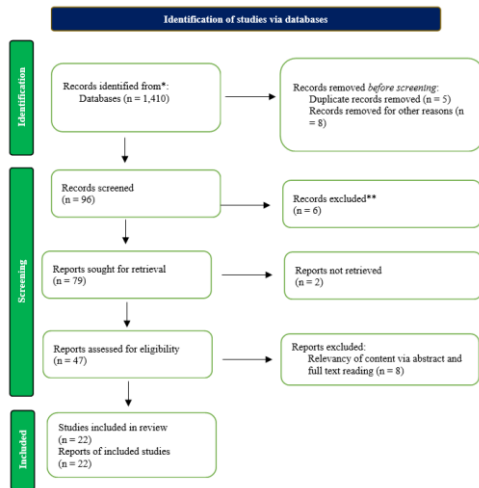 Identification of studies via databases
Identification
Records identified from*:
Databases (n = 1,410)
Records removed before screening:
Duplicate records removed (n = 5)
Records removed for other reasons (n
= 8)
Screening
Records screened
(n = 96)
Records excluded**
(n = 6)
Reports sought for retrieval
(n = 79)
Reports not retrieved
(n = 2)
Reports assessed for eligibility
(n = 47)
Reports excluded:
Relevancy of content via abstract and
full text reading (n = 8)
Included
Studies included in review
(n = 22)
Reports of included studies
(n = 22)